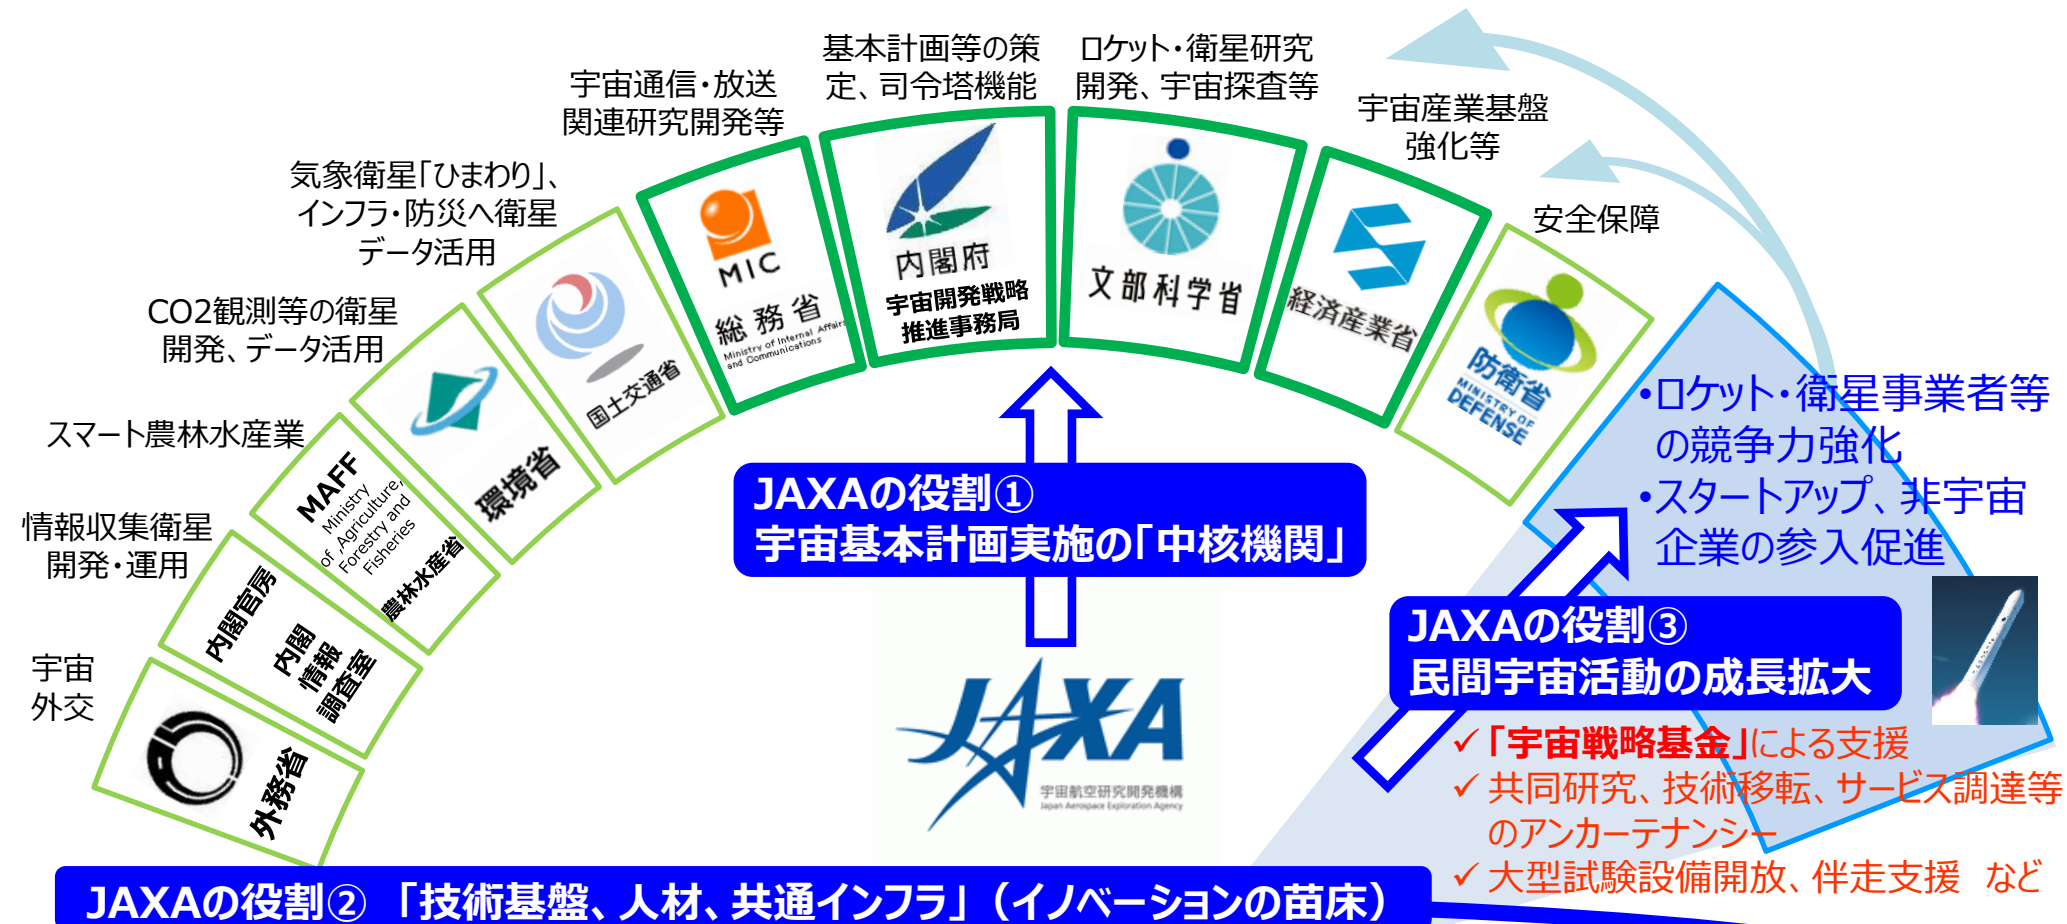 基本計画等の策
定、司令塔機能
ロケット・衛星研究
開発、宇宙探査等
宇宙通信・放送
関連研究開発等
宇宙産業基盤
強化等
気象衛星「ひまわり」、
インフラ・防災へ衛星
データ活用
安全保障
CO2観測等の衛星
開発、データ活用
スマート農林水産業
情報収集衛星
開発・運用
宇宙
外交
外務省
内閣官房
内閣
情報
調査室
MAFF
Ministry
of ,Agriculture,
Forestry and
Fisheries
農林水産省
環境省
国土交通省
MIC
総務省
Ministry of Internal Affairs
and Communications
内閣府
宇宙開発戦略
推進事務局
文部科学省
経済産業省
防衛省
MINISTRY OF
DEFENSE
•ロケット・衛星事業者等
の競争力強化
•スタートアップ、非宇宙
企業の参入促進
JAXAの役割①
宇宙基本計画実施の「中核機関」
JAXAの役割③
民間宇宙活動の成長拡大
JAXA
宇宙航空研究開発機構
Japan Aerospace Exploration Agency
✓「宇宙戦略基金」による支援
✓共同研究、技術移転、サービス調達等
のアンカーテナンシー
✓大型試験設備開放、伴走支援　など
JAXAの役割②　「技術基盤、人材、共通インフラ」（イノベーションの苗床）